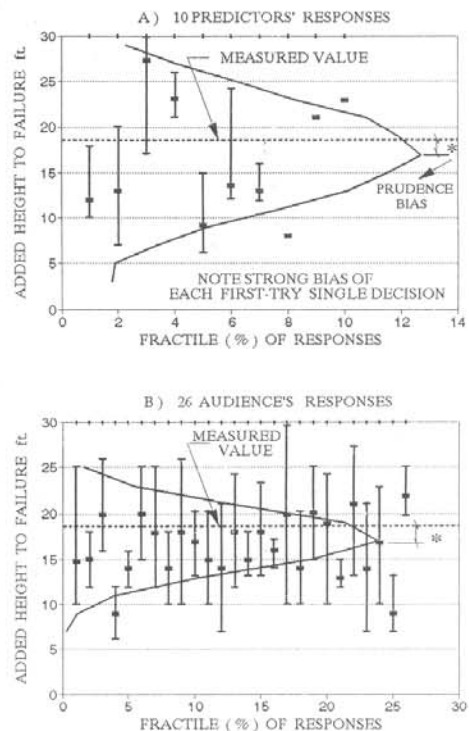 A) 10 PREDICTORS' RESPONSES
ADDED HEIGHT TO FAILURE ft.
30
25
20
15
10
5
0
MEASURED VALUE
*
PRUDENCE
BIAS
NOTE STRONG BIAS OF
EACH FIRST-TRY SINGLE DECISION
0 2 4 6 8 10 12 14
FRACTILE (%) OF RESPONSES
B) 26 AUDIENCE'S RESPONSES
ADDED HEIGHT TO FAILURE ft.
30
25
20
15
10
5
0
MEASURED
VALUE
*
0 5 10 15 20 25 30
FRACTILE (%) OF RESPONSES